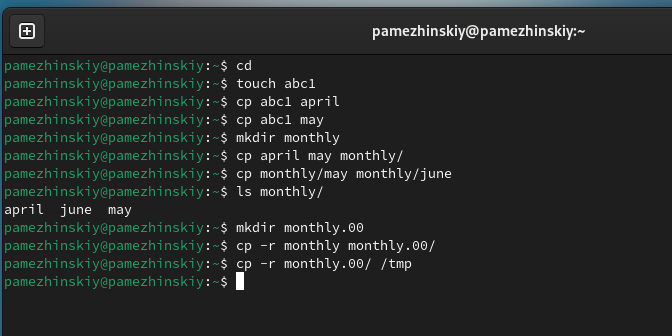 pamezhinskiy@pamezhinskiy:~
pamezhinskiy@pamezhinskiy:~$ cd
pamezhinskiy@pamezhinskiy:~$ touch abc1
pamezhinskiy@pamezhinskiy:~$ cp abc1 april
pamezhinskiy@pamezhinskiy:~$ cp abc1 may
pamezhinskiy@pamezhinskiy:~$ mkdir monthly
pamezhinskiy@pamezhinskiy:~$ cp april may monthly/
pamezhinskiy@pamezhinskiy:~$ cp monthly/may monthly/june
pamezhinskiy@pamezhinskiy:~$ ls monthly/
april  june  may
pamezhinskiy@pamezhinskiy:~$ mkdir monthly.00
pamezhinskiy@pamezhinskiy:~$ cp -r monthly monthly.00/
pamezhinskiy@pamezhinskiy:~$ cp -r monthly.00/ /tmp
pamezhinskiy@pamezhinskiy:~$